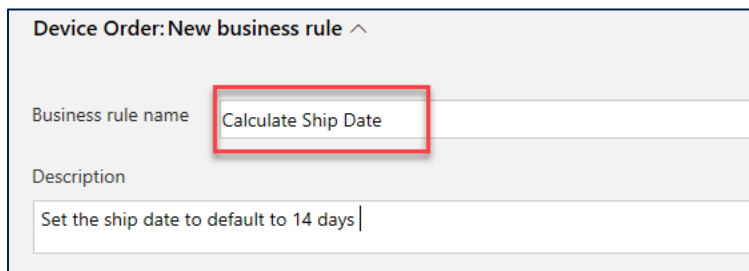 Device Order: New business rule
Business rule name
Calculate Ship Date
Description
Set the ship date to default to 14 days